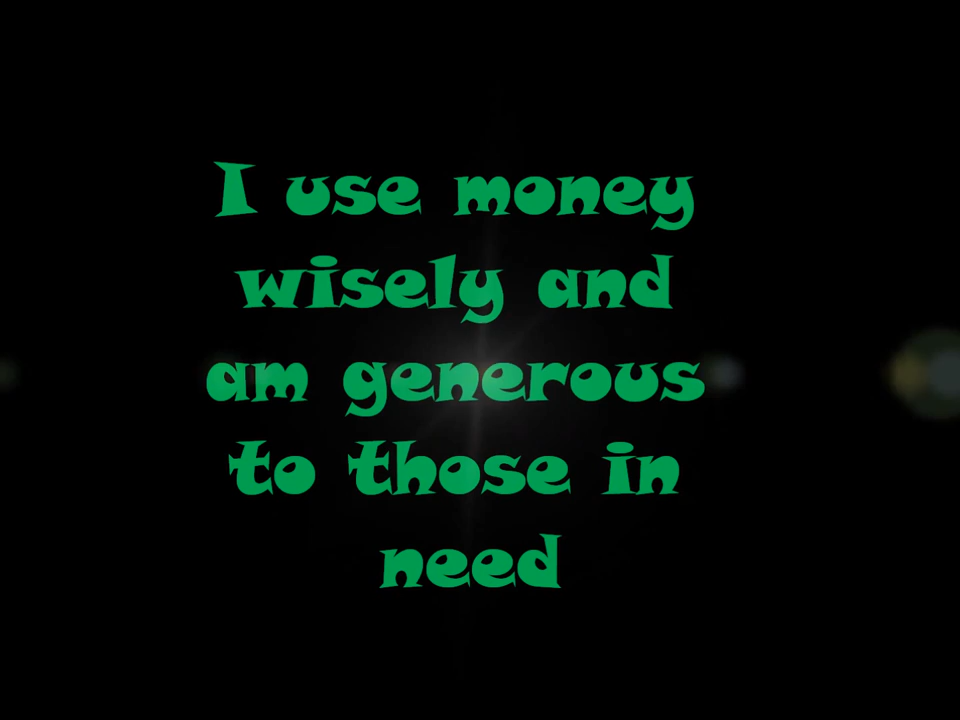 I use money
wisely and
am generous
to those in
need